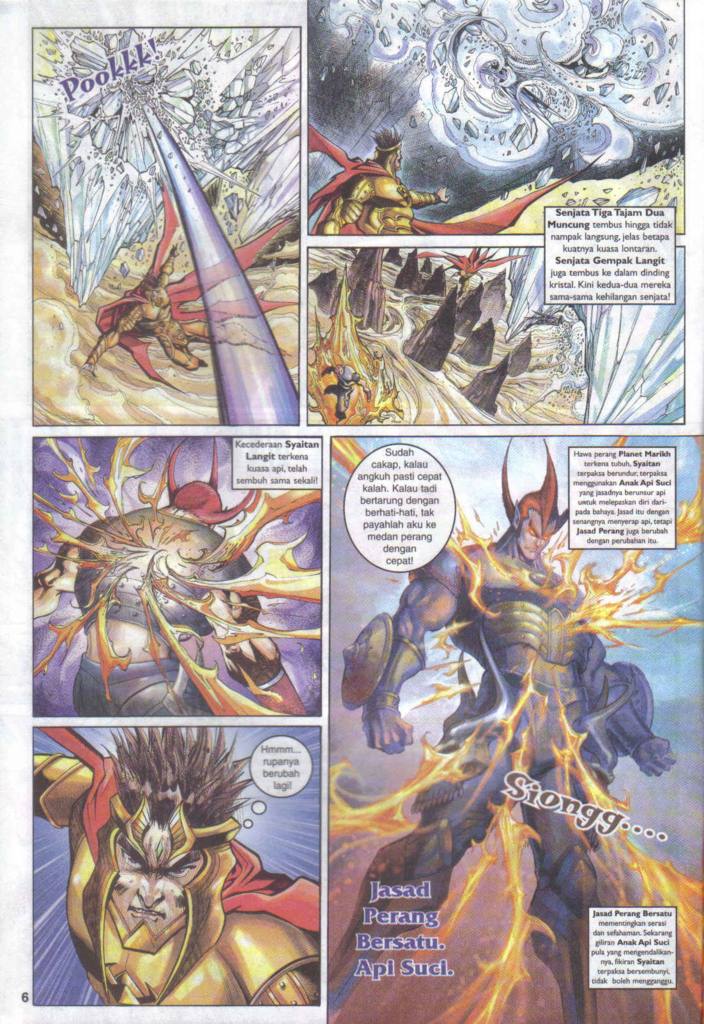 Pookkk!
Senjata Tiga Tajam Dua
Muncung tembus hingga tidak
nampak langsung, jelas betapa
kuatnya kuasa lontaran.
Senjata Gempak Langit
juga tembus ke dalam dinding
kristal. Kini kedua-dua mereka
sama-sama kehilangan senjata!
Kecederaan Syaitan
Langit terkena
kuasa api, telah
sembuh sama sekali!
Sudah
cakap, kalau
angkuh pasti cepat
kalah. Kalau tadi
bertarung dengan
berhati-hati, tak
payahlah aku ke
medan perang
dengan
cepat!
Hawa perang Planet Marikh
terkena tubuh, Syaitan
terpaksa berundur, terpaksa
menggunakan Anak Api Suci
yang jasadnya berunsur api
untuk melepaskan diri dari-
pada bahaya. Jasad itu dengan
senangnya menyerap api, tetapi
Jasad Perang juga berubah
dengan perubahan itu.
Hmmm...
rupanya
berubah
lagi!
Siongg....
Jasad
Perang
Bersatu.
Api Suci.
Jasad Perang Bersatu
mementingkan serasi
dan sefahaman. Sekarang
giliran Anak Api Suci
pula yang mengendalikan-
nya, fikiran Syaitan
terpaksa bersembunyi,
tidak boleh mengganggu.
6